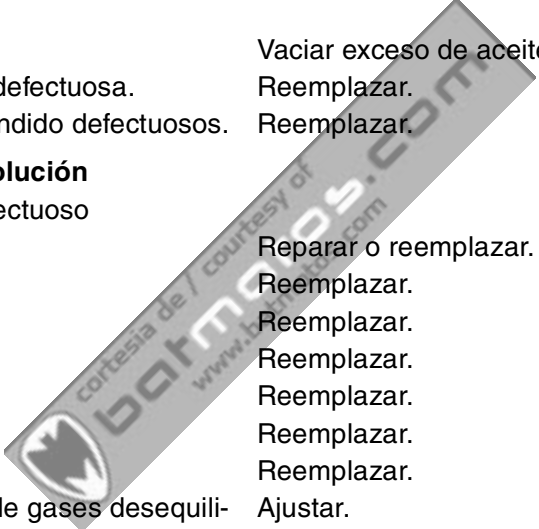 Vaciar exceso de aceite
defectuosa. Reemplazar.
ndido defectuosos. Reemplazar.
olución
ectuoso
Reparar o reemplazar.
Reemplazar.
Reemplazar.
Reemplazar.
Reemplazar.
Reemplazar.
Reemplazar.
de gases desequili- Ajustar.
cortesia de / courtesy of
batmotos.com
www.batmotos.com